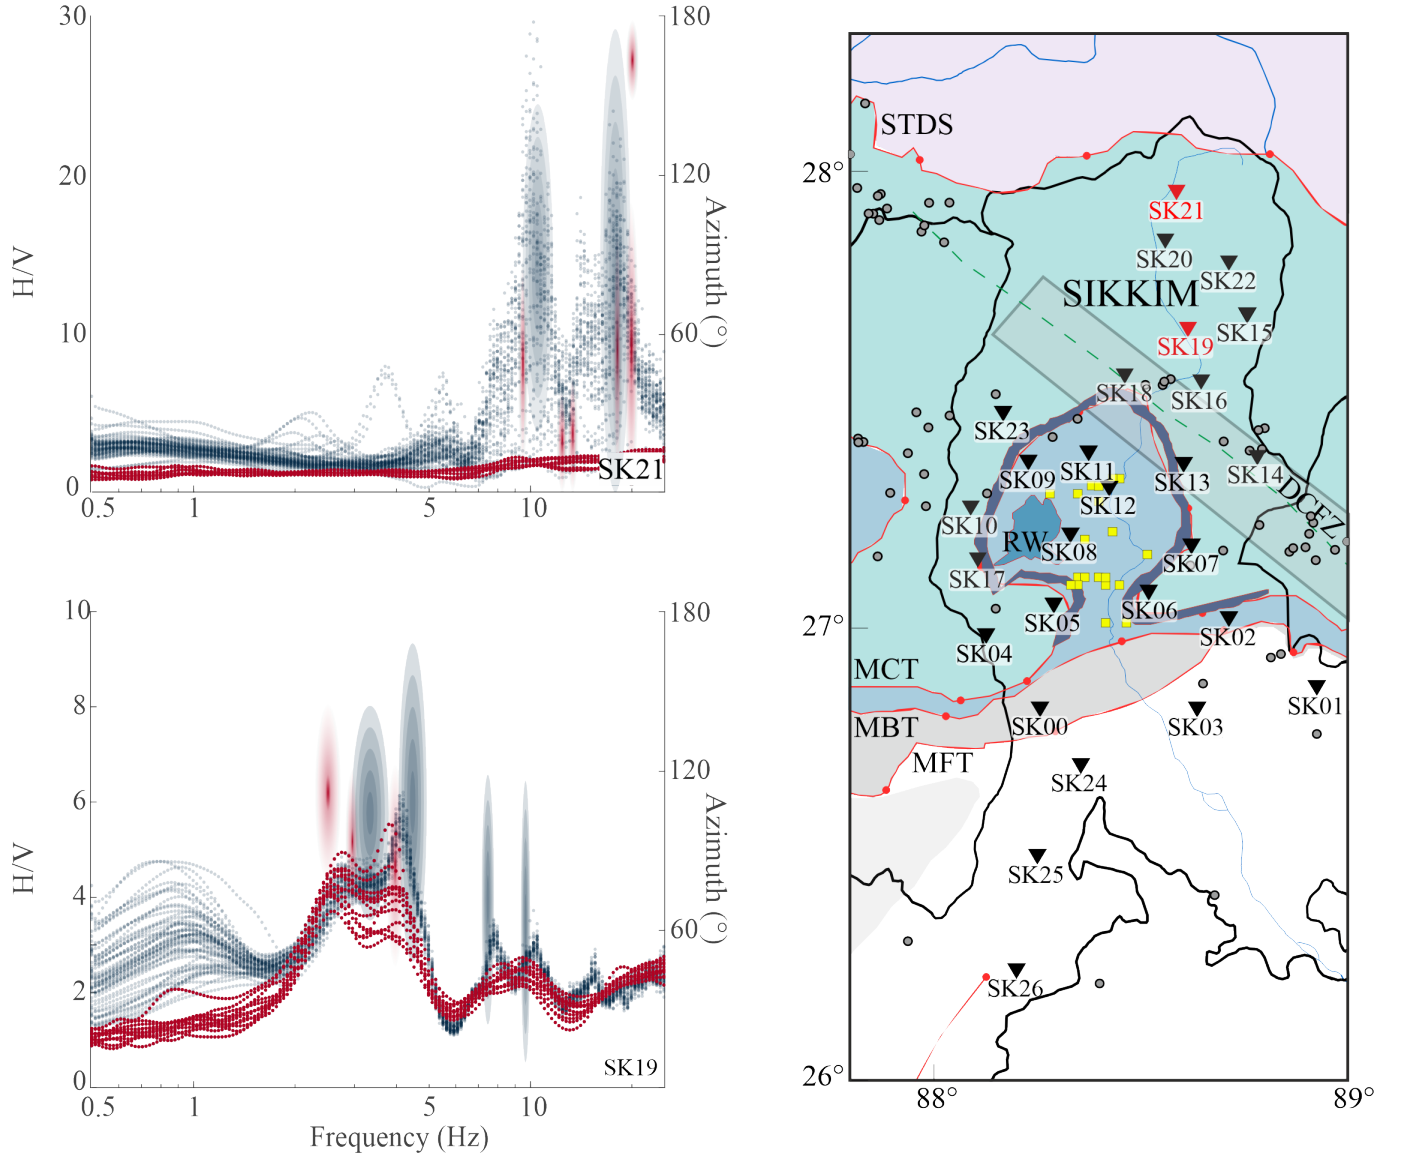 30
20
10
0
H/V
180
120
60
Azimuth (°)
SK21
0.5
1
5
10
10
8
6
4
2
0
H/V
180
120
60
Azimuth (°)
SK19
0.5
1
5
10
Frequency (Hz)
STDS
28°
SK21
SK20
SK22
SIKKIM
SK15
SK19
SK18
SK16
SK23
SK11
SK09
SK14
SK13
SK12
DCFZ
SK10
RW
SK08
SK07
SK17
SK06
SK05
27°
SK02
SK04
MCT
SK01
MBT
SK00
SK03
MFT
SK24
SK25
SK26
26°
88°
89°